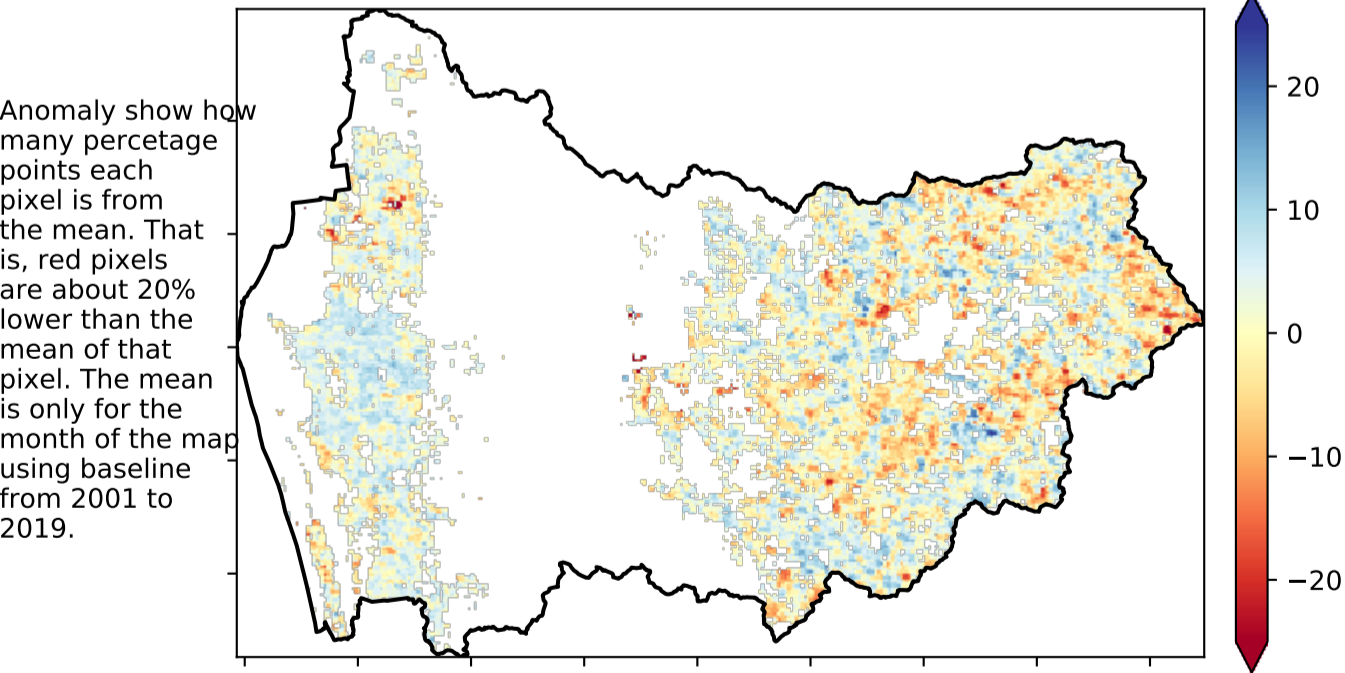 Anomaly show how
many percetage
points each
pixel is from
the mean. That
is, red pixels
are about 20%
lower than the
mean of that
pixel. The mean
is only for the
month of the map
using baseline
from 2001 to
2019.
20
10
0
−10
−20